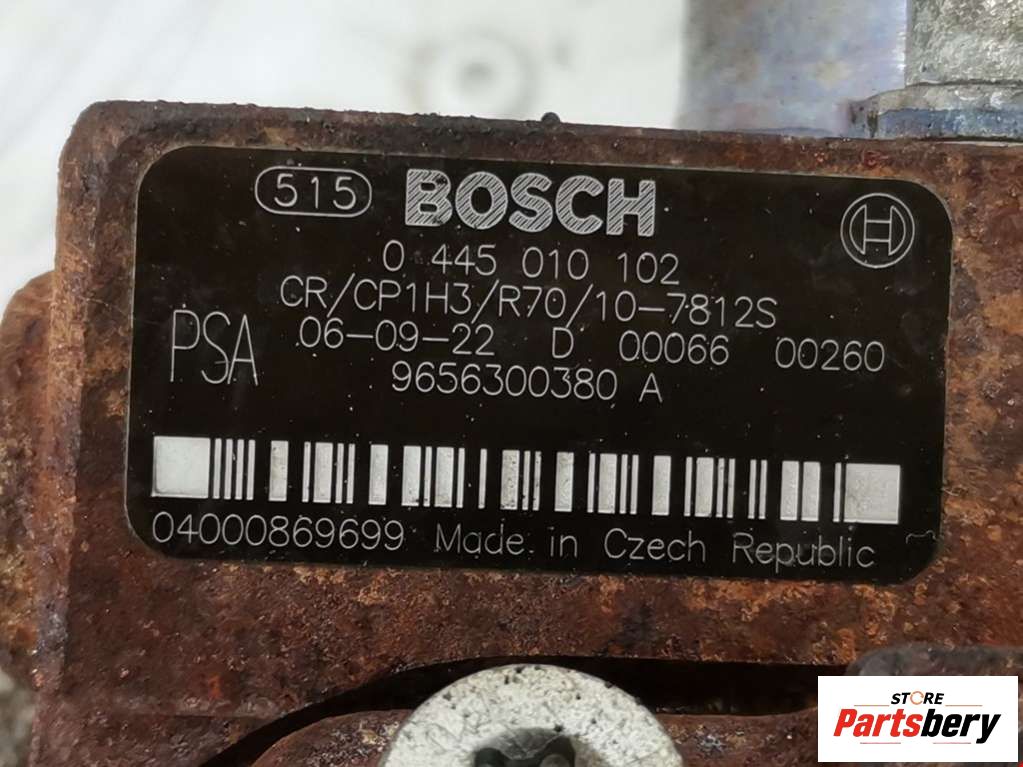 515 BOSCH
0 445 010 102
CR/CP1H3/R70/10-7812S
PSA 06-09-22 D 00066 00260
9656300380 A
04000869699 Made in Czech Republic
STORE
Partsbery